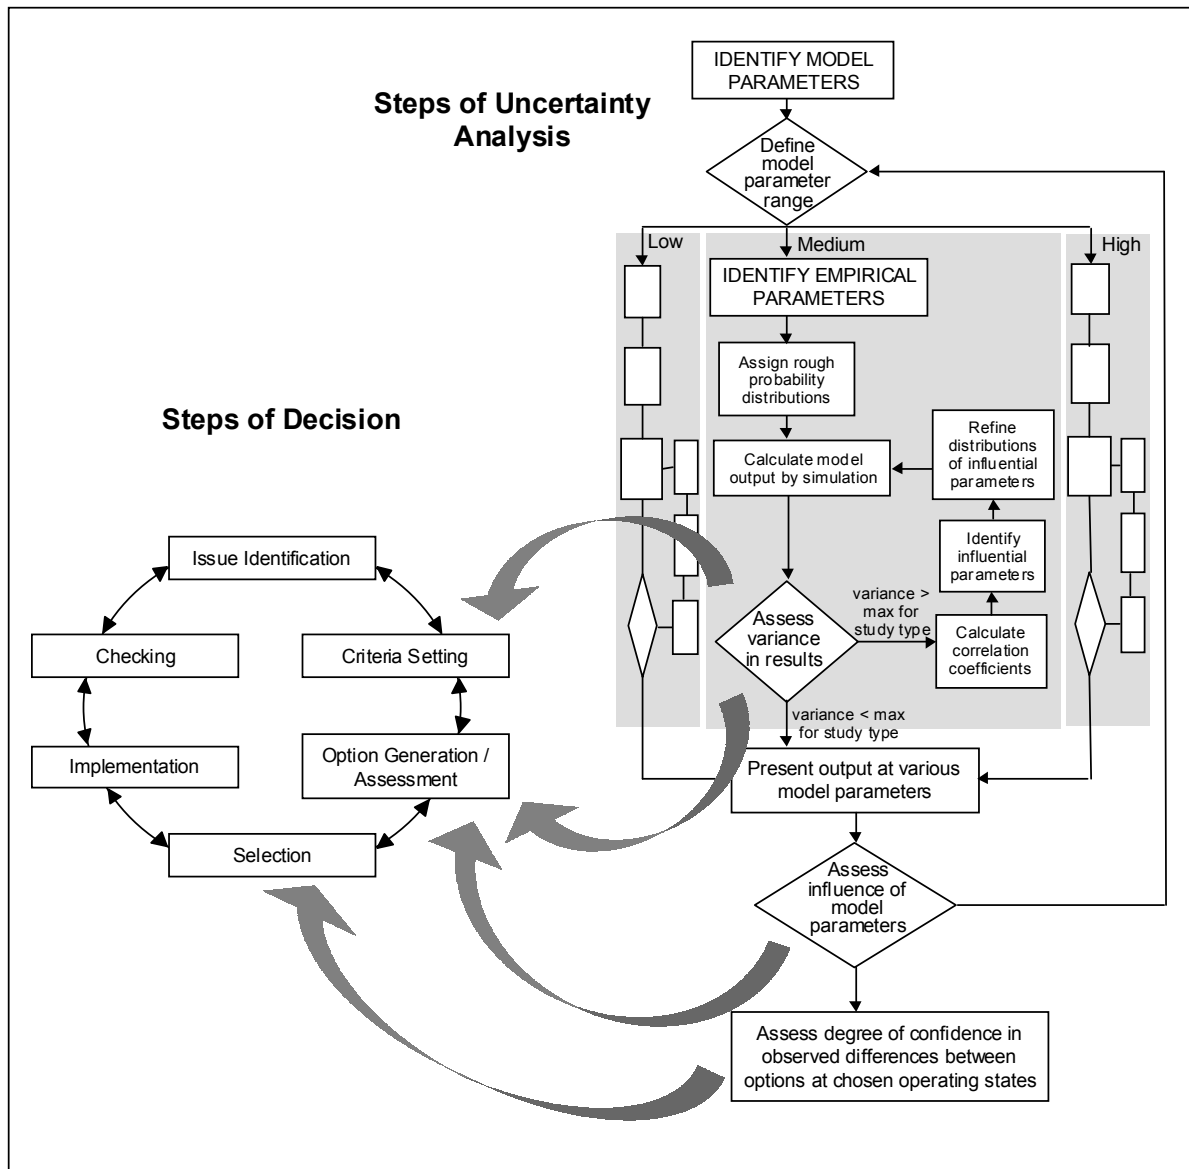 IDENTIFY MODEL
PARAMETERS
Steps of Uncertainty
Analysis
Define
model
parameter
range
Low
Medium
High
IDENTIFY EMPIRICAL
PARAMETERS
Assign rough
probability
distributions
Steps of Decision
Refine
distributions
of influential
parameters
Calculate model
output by simulation
Identify
influential
parameters
Issue Identification
variance >
max for
study type
Assess
variance
in results
Calculate
correlation
coefficients
Checking
Criteria Setting
variance < max
for study type
Implementation
Option Generation /
Assessment
Present output at various
model parameters
Selection
Assess
influence of
model
parameters
Assess degree of confidence in
observed differences between
options at chosen operating states